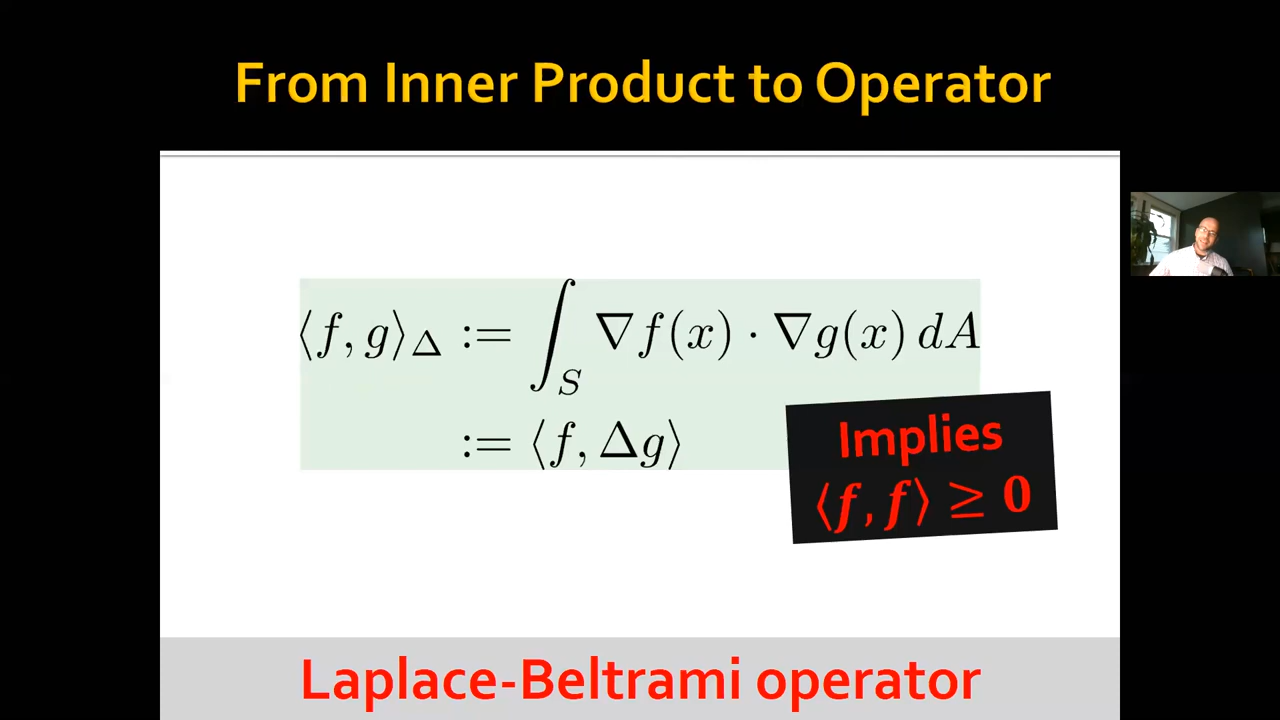 From Inner Product to Operator
⟨f, g⟩_Δ := ∫_S ∇f(x) · ∇g(x) dA
:= ⟨f, Δg⟩
Implies
⟨f, f⟩ ≥ 0
Laplace-Beltrami operator